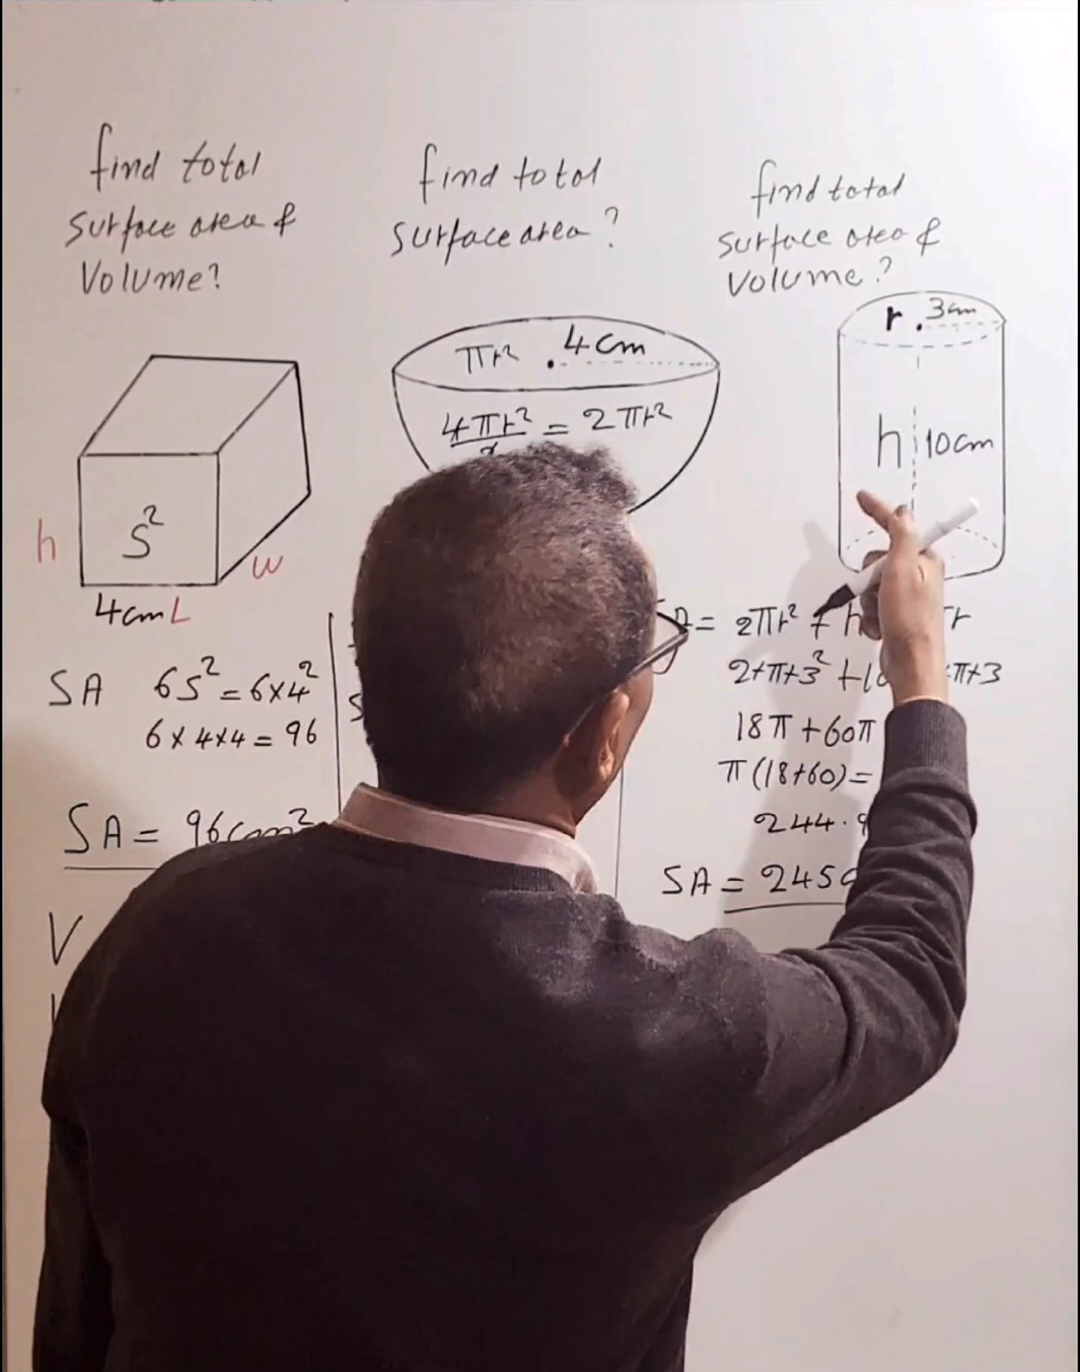 find total
surface area &
Volume?
h
S²
w
4cm L
SA 6s² = 6×4²
6×4×4 = 96
SA = 96cm²
V
find total
surface area?
πr² . 4cm
4πr² = 2πr²
find total
surface area &
volume?
r . 3cm
h 10cm
= 2πr² + h r
2+π+3² +10 π+3
18π + 60π
π(18+60) =
244.9
SA = 245